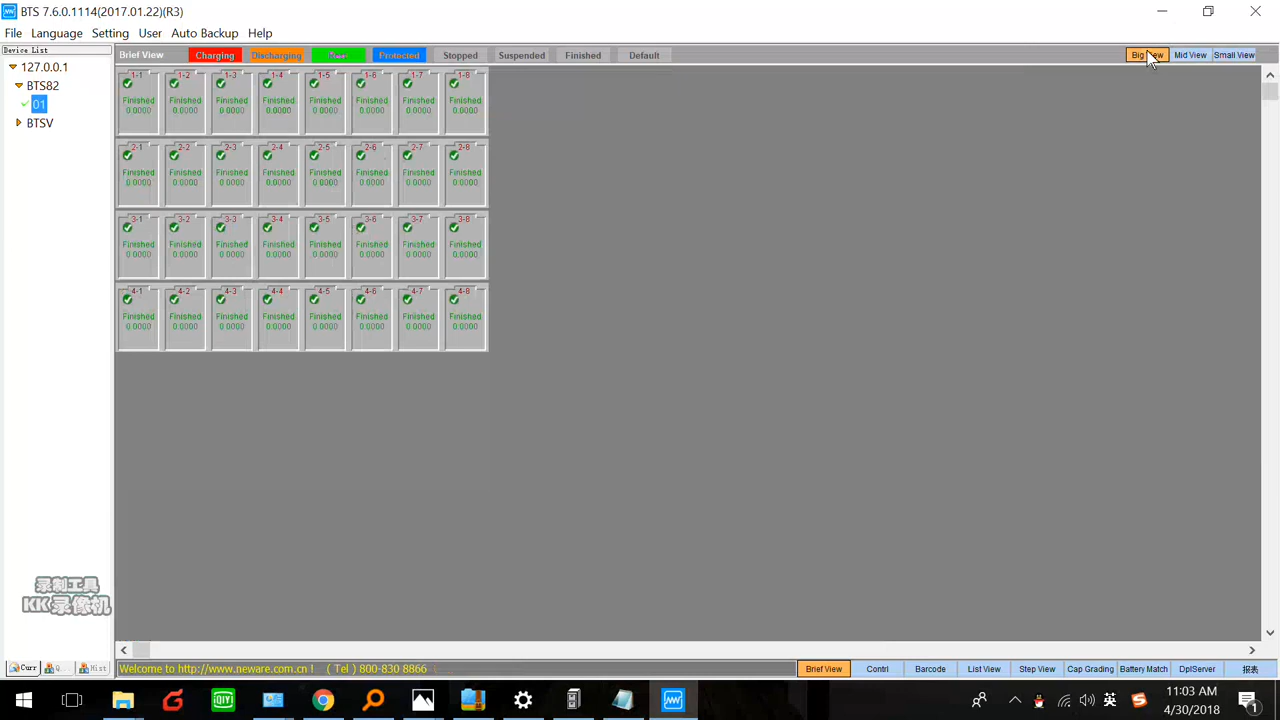 BTS 7.6.0.1114(2017.01.22)(R3)
File Language Setting User Auto Backup Help
Device List
Brief View Charging Discharging Protected Stopped Suspended Finished Default Mid View Small View
127.0.0.1
BTS82
01
BTSV
1-1 1-2 1-3 1-4 1-5 1-6 1-7 1-8
Finished Finished Finished Finished Finished Finished Finished Finished
0.0000 0.0000 0.0000 0.0000 0.0000 0.0000 0.0000 0.0000
2-1 2-2 2-3 2-4 2-5 2-6 2-7 2-8
Finished Finished Finished Finished Finished Finished Finished Finished
0.0000 0.0000 0.0000 0.0000 0.0000 0.0000 0.0000 0.0000
3-1 3-2 3-3 3-4 3-5 3-6 3-7 3-8
Finished Finished Finished Finished Finished Finished Finished Finished
0.0000 0.0000 0.0000 0.0000 0.0000 0.0000 0.0000 0.0000
4-1 4-2 4-3 4-4 4-5 4-6 4-7 4-8
Finished Finished Finished Finished Finished Finished Finished Finished
0.0000 0.0000 0.0000 0.0000 0.0000 0.0000 0.0000 0.0000
录制工具
KK录像机
Curr Q.. Hist
Welcome to http://www.neware.com.cn ! ( Tel ) 800-830 8866
Brief View Contrl Barcode List View Step View Cap Grading Battery Match DplServer 报表
iQIYI
英
11:03 AM
4/30/2018
1